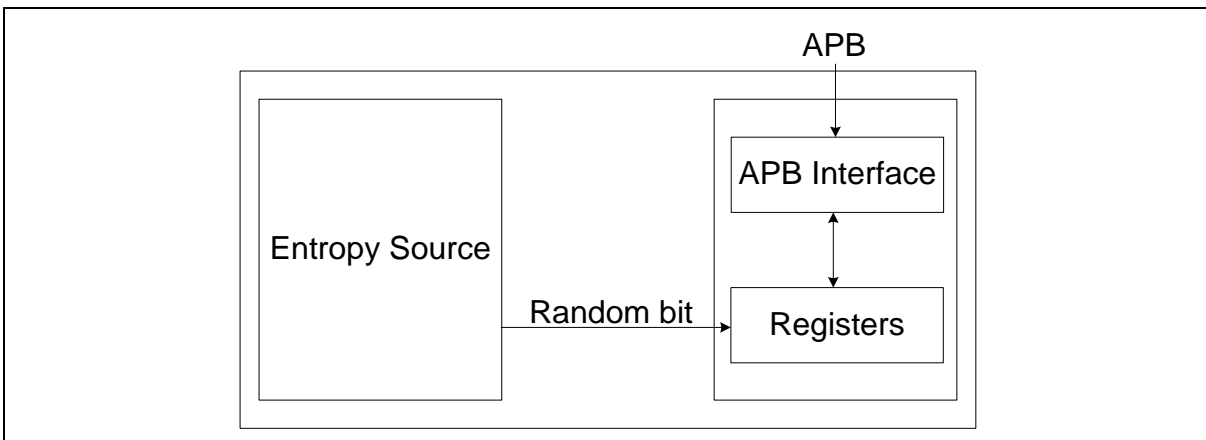 APB
APB Interface
Entropy Source
Random bit
Registers